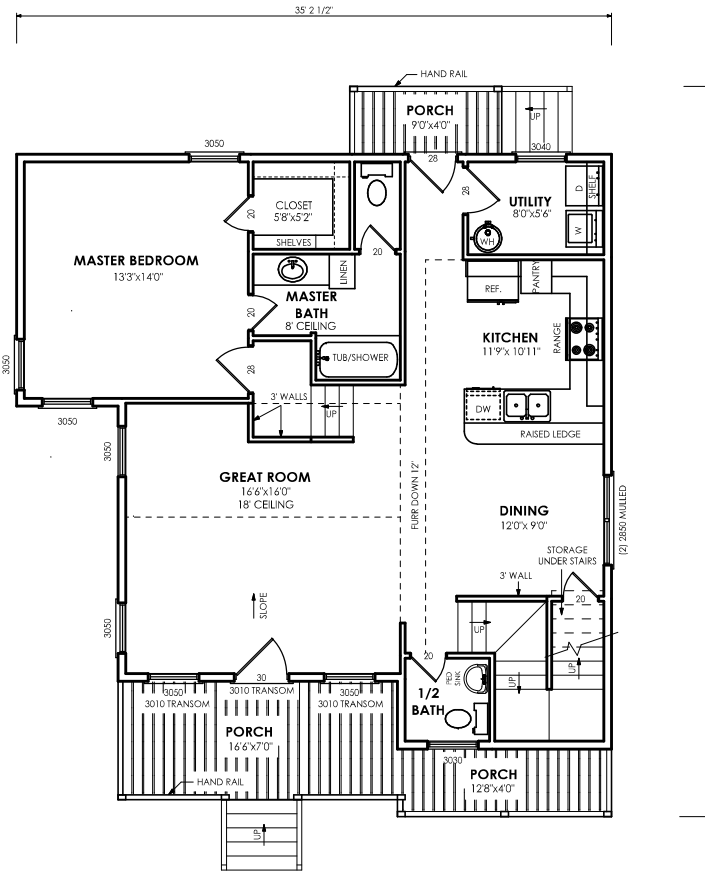 35' 2 1/2"
HAND RAIL
PORCH
9'0"x4'0"
UP
3050
28
3040
CLOSET
5'8"x5'2"
SHELVES
20
20
28
UTILITY
8'0"x5'6"
D
SHELF
W
WH
MASTER BEDROOM
13'3"x14'0"
LINEN
MASTER
BATH
8' CEILING
20
TUB/SHOWER
28
REF.
PANTRY
KITCHEN
11'9"x 10'11"
RANGE
DW
RAISED LEDGE
3050
3050
3' WALLS
UP
3050
GREAT ROOM
16'6"x16'0"
18' CEILING
FURR DOWN 12"
DINING
12'0"x 9'0"
(2) 2850 MULLED
STORAGE
UNDER STAIRS
3' WALL
20
SLOPE
3050
UP
UP
UP
20
PED
SINK
1/2
BATH
30
3050
3010 TRANSOM
3010 TRANSOM
3050
3010 TRANSOM
PORCH
16'6"x7'0"
HAND RAIL
3030
PORCH
12'8"x4'0"
UP